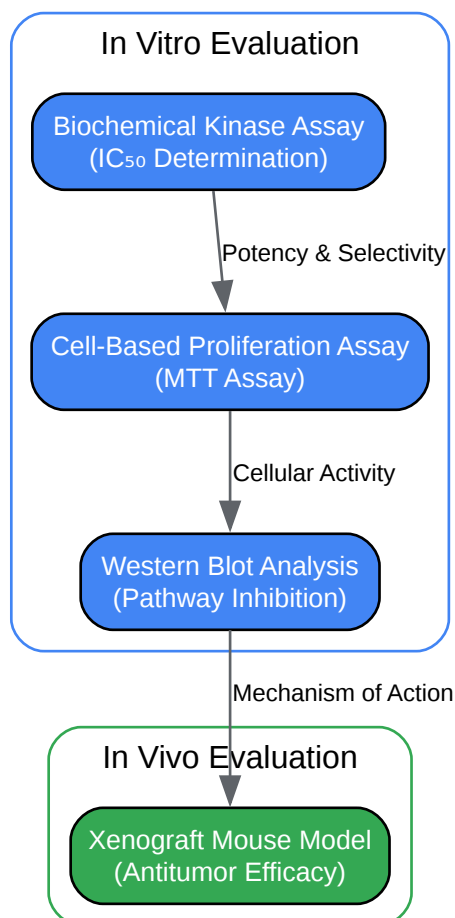 In Vitro Evaluation
Biochemical Kinase Assay
(IC₅₀ Determination)
Potency & Selectivity
Cell-Based Proliferation Assay
(MTT Assay)
Cellular Activity
Western Blot Analysis
(Pathway Inhibition)
Mechanism of Action
In Vivo Evaluation
Xenograft Mouse Model
(Antitumor Efficacy)